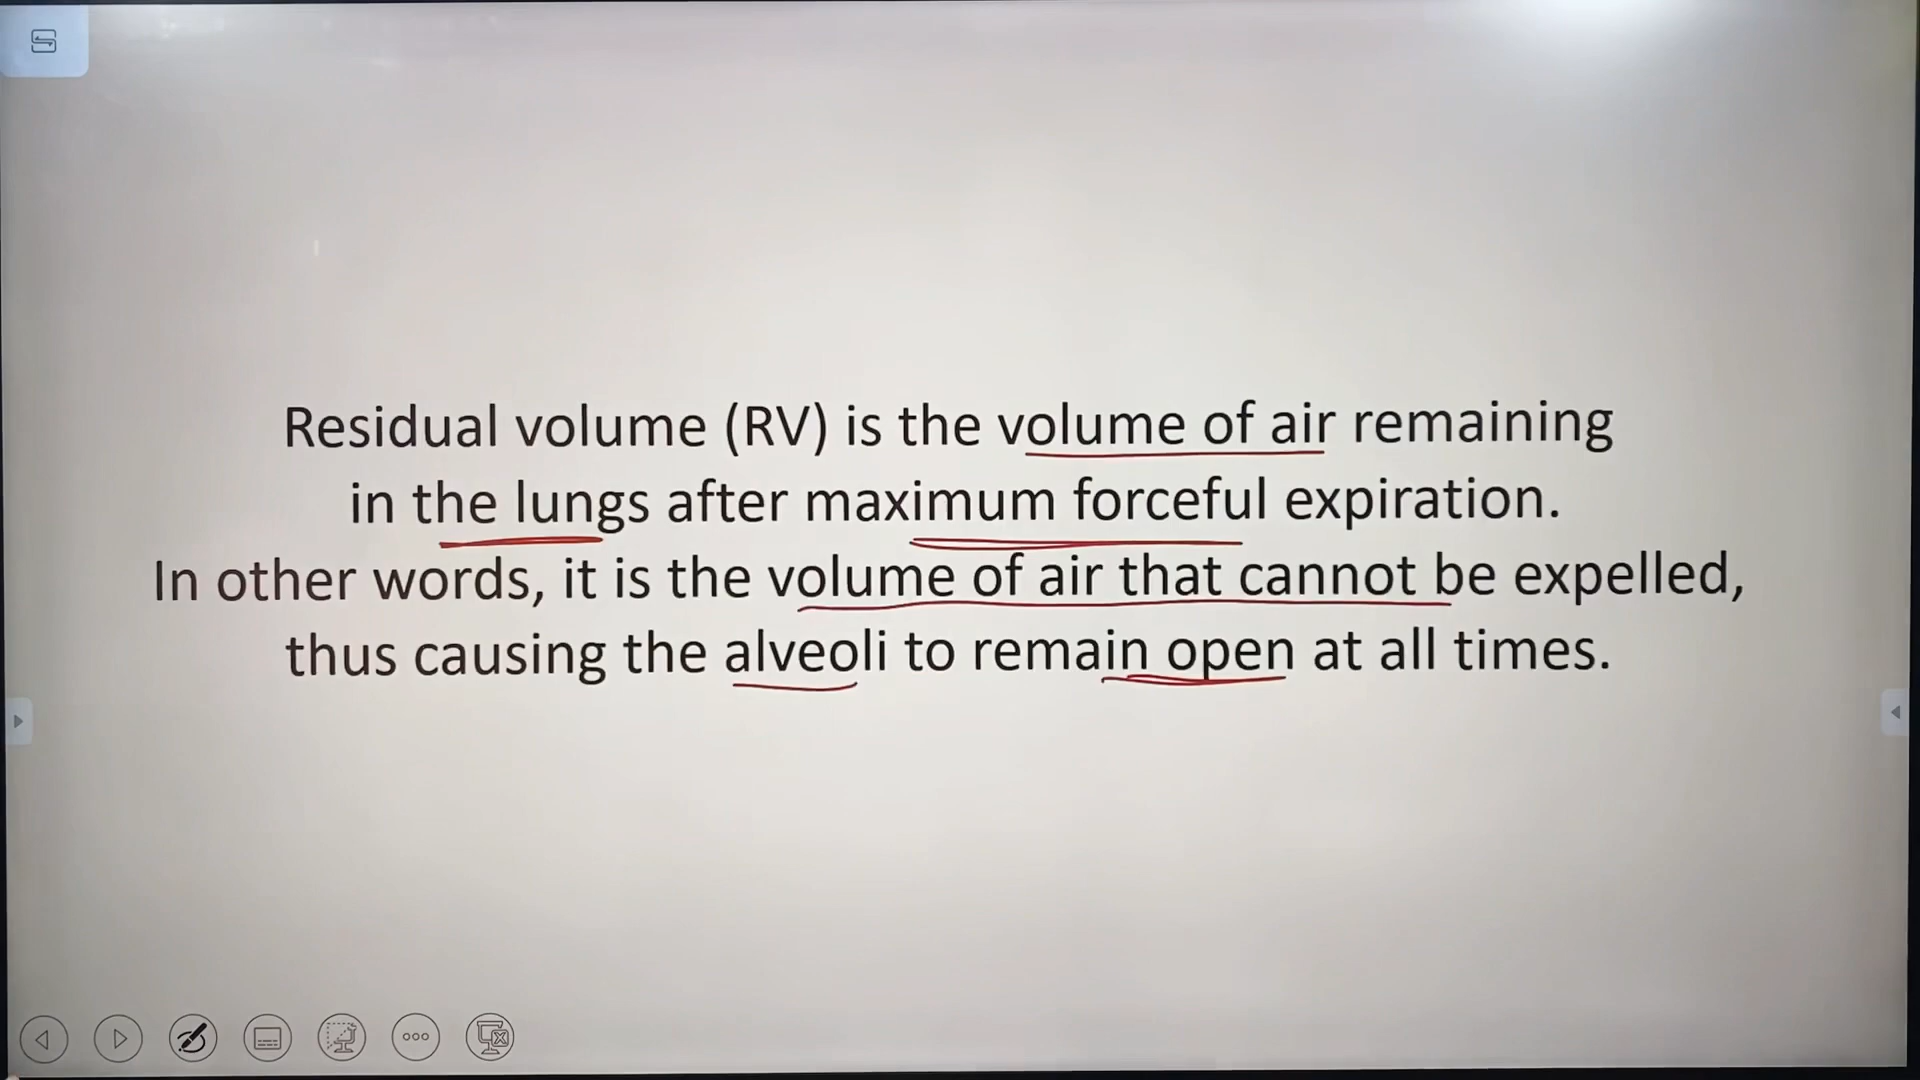 Residual volume (RV) is the volume of air remaining
in the lungs after maximum forceful expiration.
In other words, it is the volume of air that cannot be expelled,
thus causing the alveoli to remain open at all times.